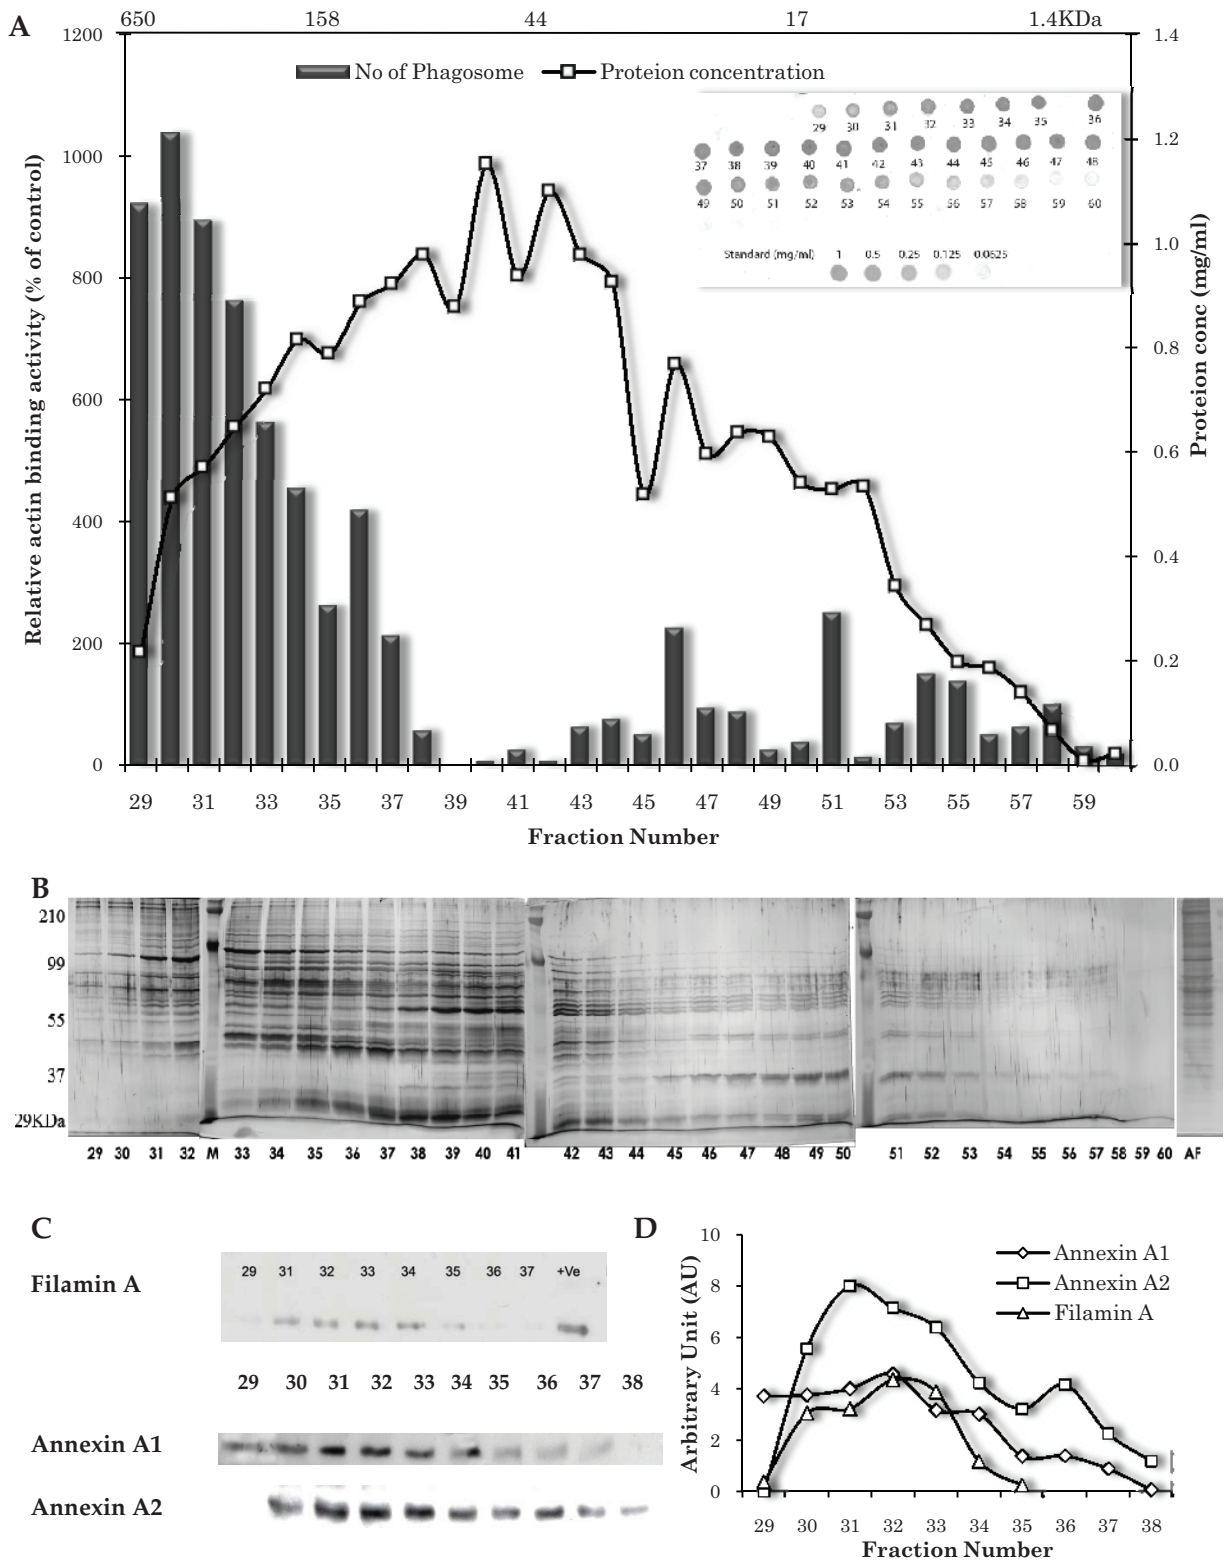 A
650 158 44 17 1.4KDa
1200 1.4
No of Phagosome Proteion concentration
29 30 31 32 33 34 35 36
1000 1.2
37 38 39 40 41 42 43 44 45 46 47 48
49 50 51 52 53 54 55 56 57 58 59 60
Standard (mg/ml) 1 0.5 0.25 0.125 0.0625
800 1.0
600 0.8
400 0.6
200 0.4
0 0.2
0.0
Relative actin binding activity (% of control)
Proteion conc (mg/ml)
29 31 33 35 37 39 41 43 45 47 49 51 53 55 57 59
Fraction Number
B
210
99
55
37
29KDa
29 30 31 32 M 33 34 35 36 37 38 39 40 41 42 43 44 45 46 47 48 49 50 51 52 53 54 55 56 57 58 59 60 AF
C
Filamin A
29 31 32 33 34 35 36 37 +Ve
29 30 31 32 33 34 35 36 37 38
Annexin A1
Annexin A2
D
10
8
6
4
2
0
Arbitrary Unit (AU)
Annexin A1
Annexin A2
Filamin A
29 30 31 32 33 34 35 36 37 38
Fraction Number